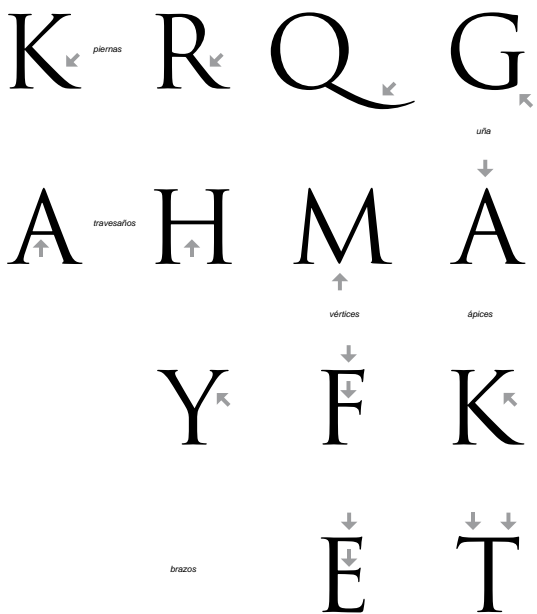 K piernas R Q G
uña
A travesaños H M A
vértices ápices
Y F K
brazos E T